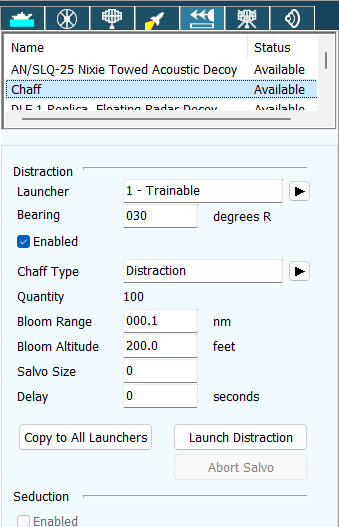 Name Status
AN/SLQ-25 Nixie Towed Acoustic Decoy Available
Chaff Available
DLF 1 Replica Floating Radar Decoy Available
Distraction
Launcher 1 - Trainable
Bearing 030 degrees R
Enabled
Chaff Type Distraction
Quantity 100
Bloom Range 000.1 nm
Bloom Altitude 200.0 feet
Salvo Size 0
Delay 0 seconds
Copy to All Launchers Launch Distraction
Abort Salvo
Seduction
Enabled